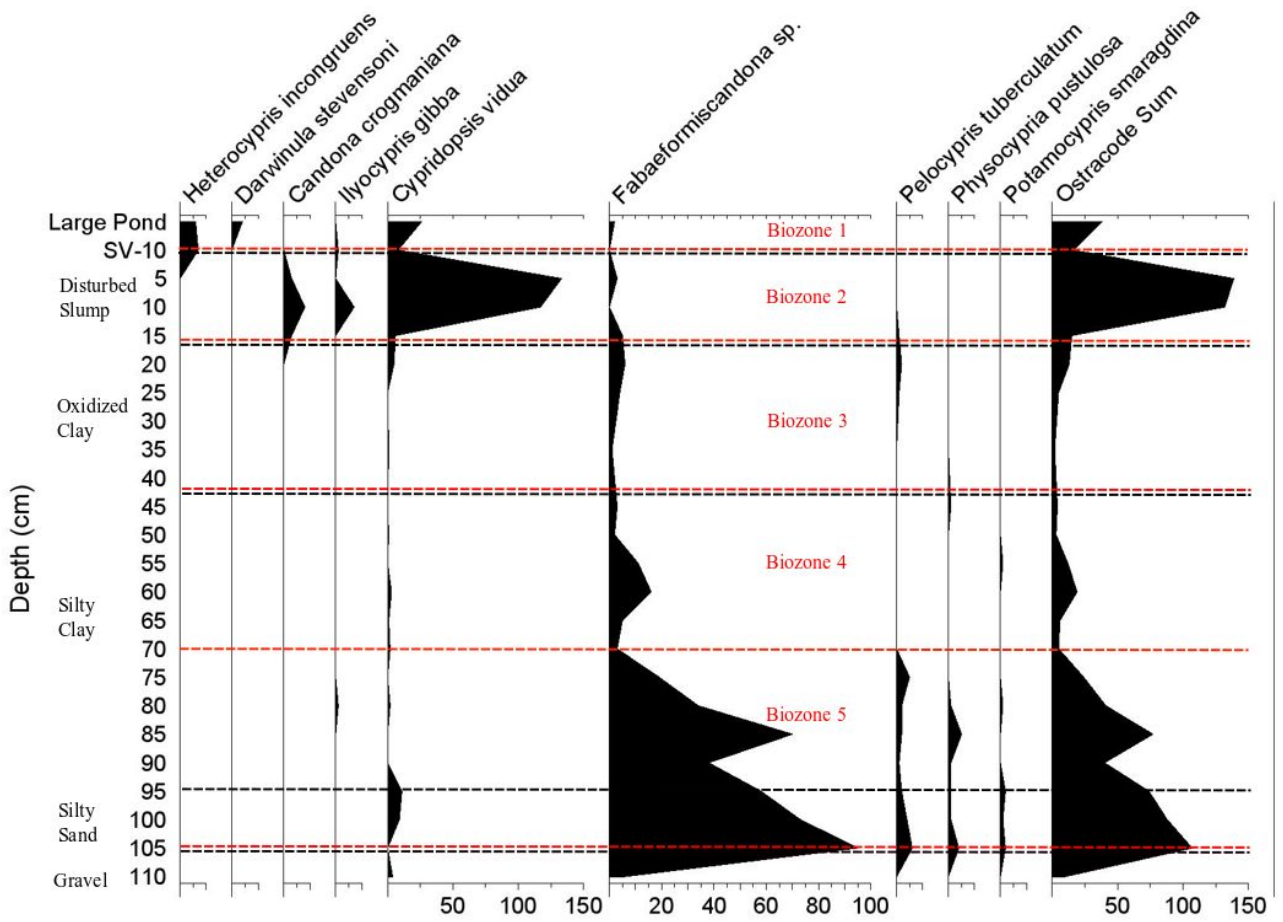 Heterocypris incongruens
Darwinula stevensoni
Candona crogmaniana
Ilyocypris gibba
Cypridopsis vidua
Fabaeformiscandona sp.
Pelocypris tuberculatum
Physocypria pustulosa
Potamocypris smaragdina
Ostracode Sum
Large Pond
Biozone 1
SV-10
Disturbed
Slump
5
10
Biozone 2
15
20
Oxidized
Clay
25
30
Biozone 3
35
40
Depth (cm)
45
50
55
Biozone 4
60
Silty
Clay
65
70
75
80
Biozone 5
85
90
95
Silty
Sand
100
105
Gravel
110
50 100 150 20 40 60 80 100 50 100 150